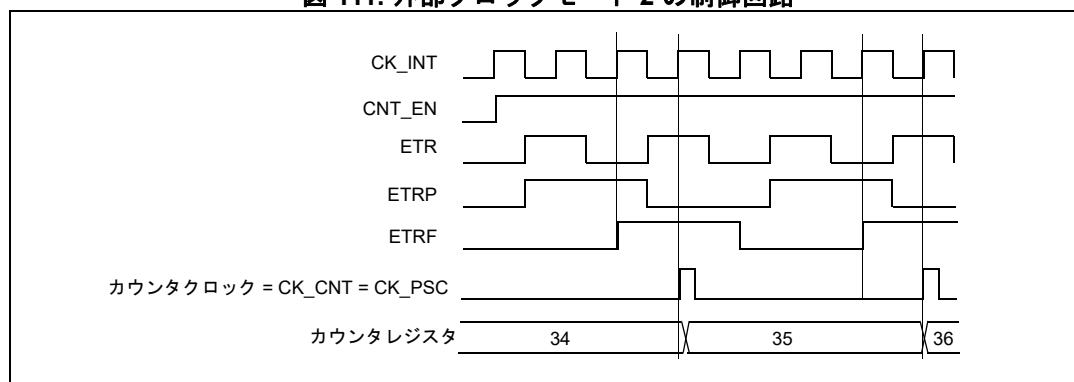 CK_INT
CNT_EN
ETR
ETRP
ETRF
カウンタクロック = CK_CNT = CK_PSC
カウンタレジスタ 34 35 36